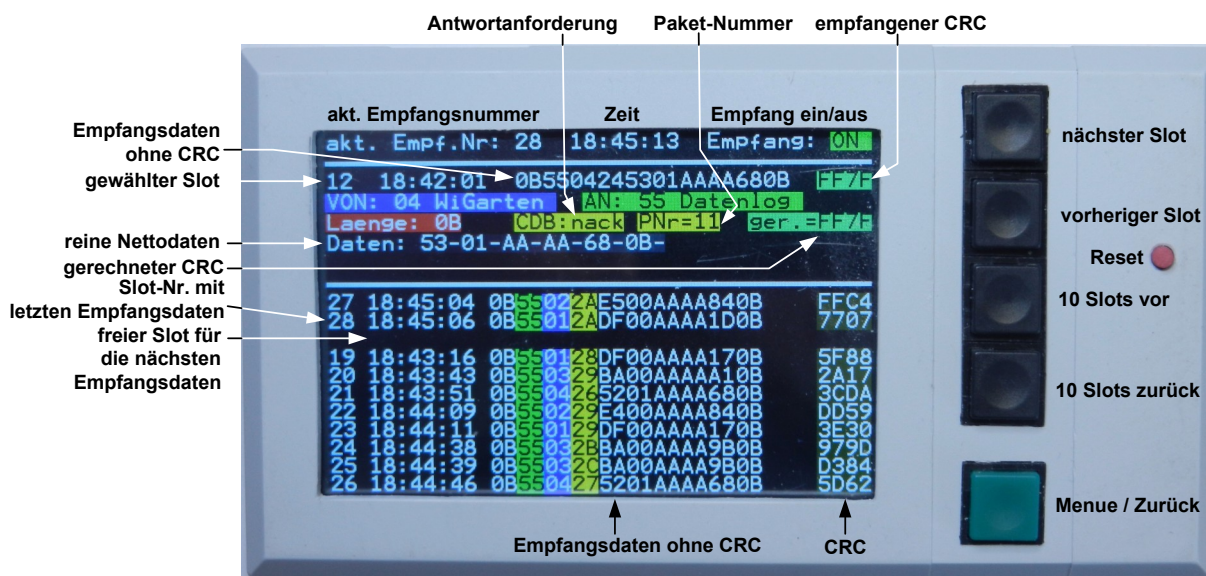 Antwortanforderung Paket-Nummer empfangener CRC
akt. Empfangsnummer Zeit Empfang ein/aus
Empfangsdaten
ohne CRC
gewählter Slot
reine Nettodaten
gerechneter CRC
Slot-Nr. mit
letzten Empfangsdaten
freier Slot für
die nächsten
Empfangsdaten
akt. Empf.Nr: 28 18:45:13 Empfang: ON
12 18:42:01 0B5504245301AAAA680B FF7F
VON: 04 WiGarten AN: 55 Datenlog
Laenge: 0B CDB:nack PNr=11 ger.=FF7F
Daten: 53-01-AA-AA-68-0B-
27 18:45:04 0B55022AE500AAAA840B FFC4
28 18:45:06 0B55012ADF00AAAA1D0B 7707
19 18:43:16 0B550128DF00AAAA170B 5F88
20 18:43:43 0B550329BA00AAAAA10B 2A17
21 18:43:51 0B5504265201AAAA680B 3CDA
22 18:44:09 0B550229E400AAAA840B DD59
23 18:44:11 0B550129DF00AAAA170B 3E30
24 18:44:38 0B55032BBA00AAAA9B0B 979D
25 18:44:39 0B55032CBA00AAAA9B0B D384
26 18:44:46 0B5504275201AAAA680B 5D62
Empfangsdaten ohne CRC CRC
nächster Slot
vorheriger Slot
Reset
10 Slots vor
10 Slots zurück
Menue / Zurück